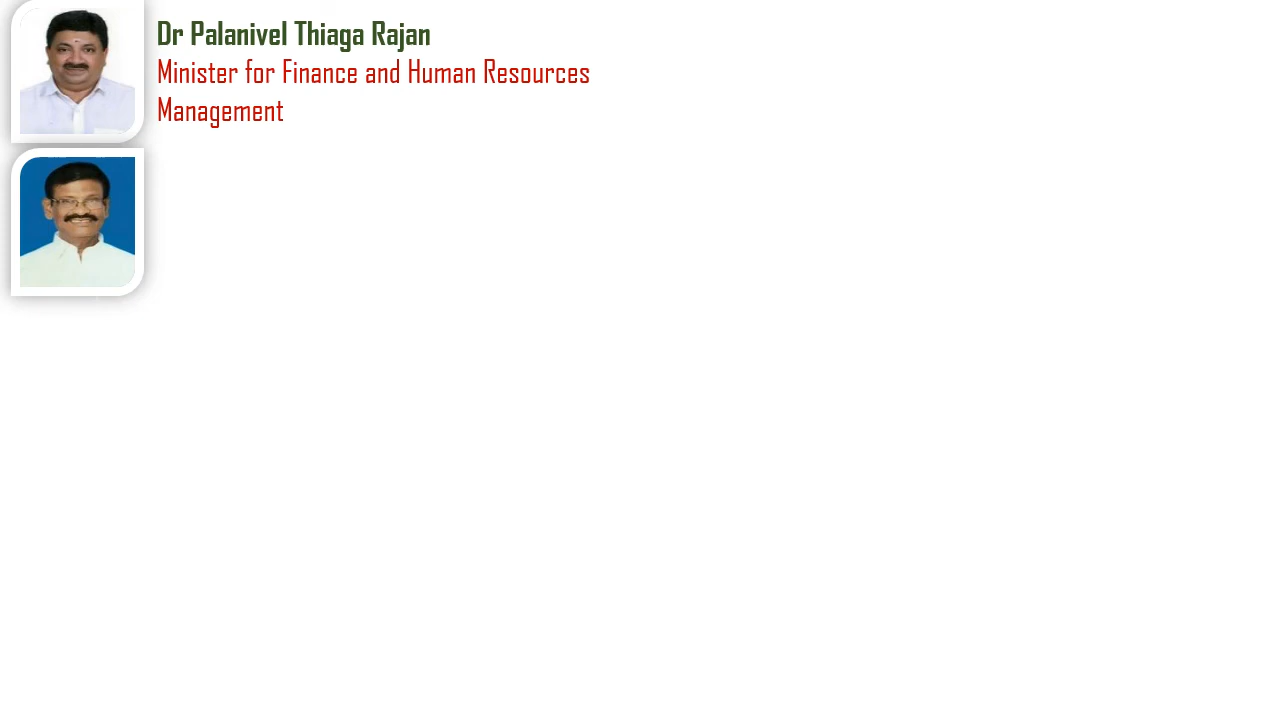 Dr Palanivel Thiaga Rajan
Minister for Finance and Human Resources
Management